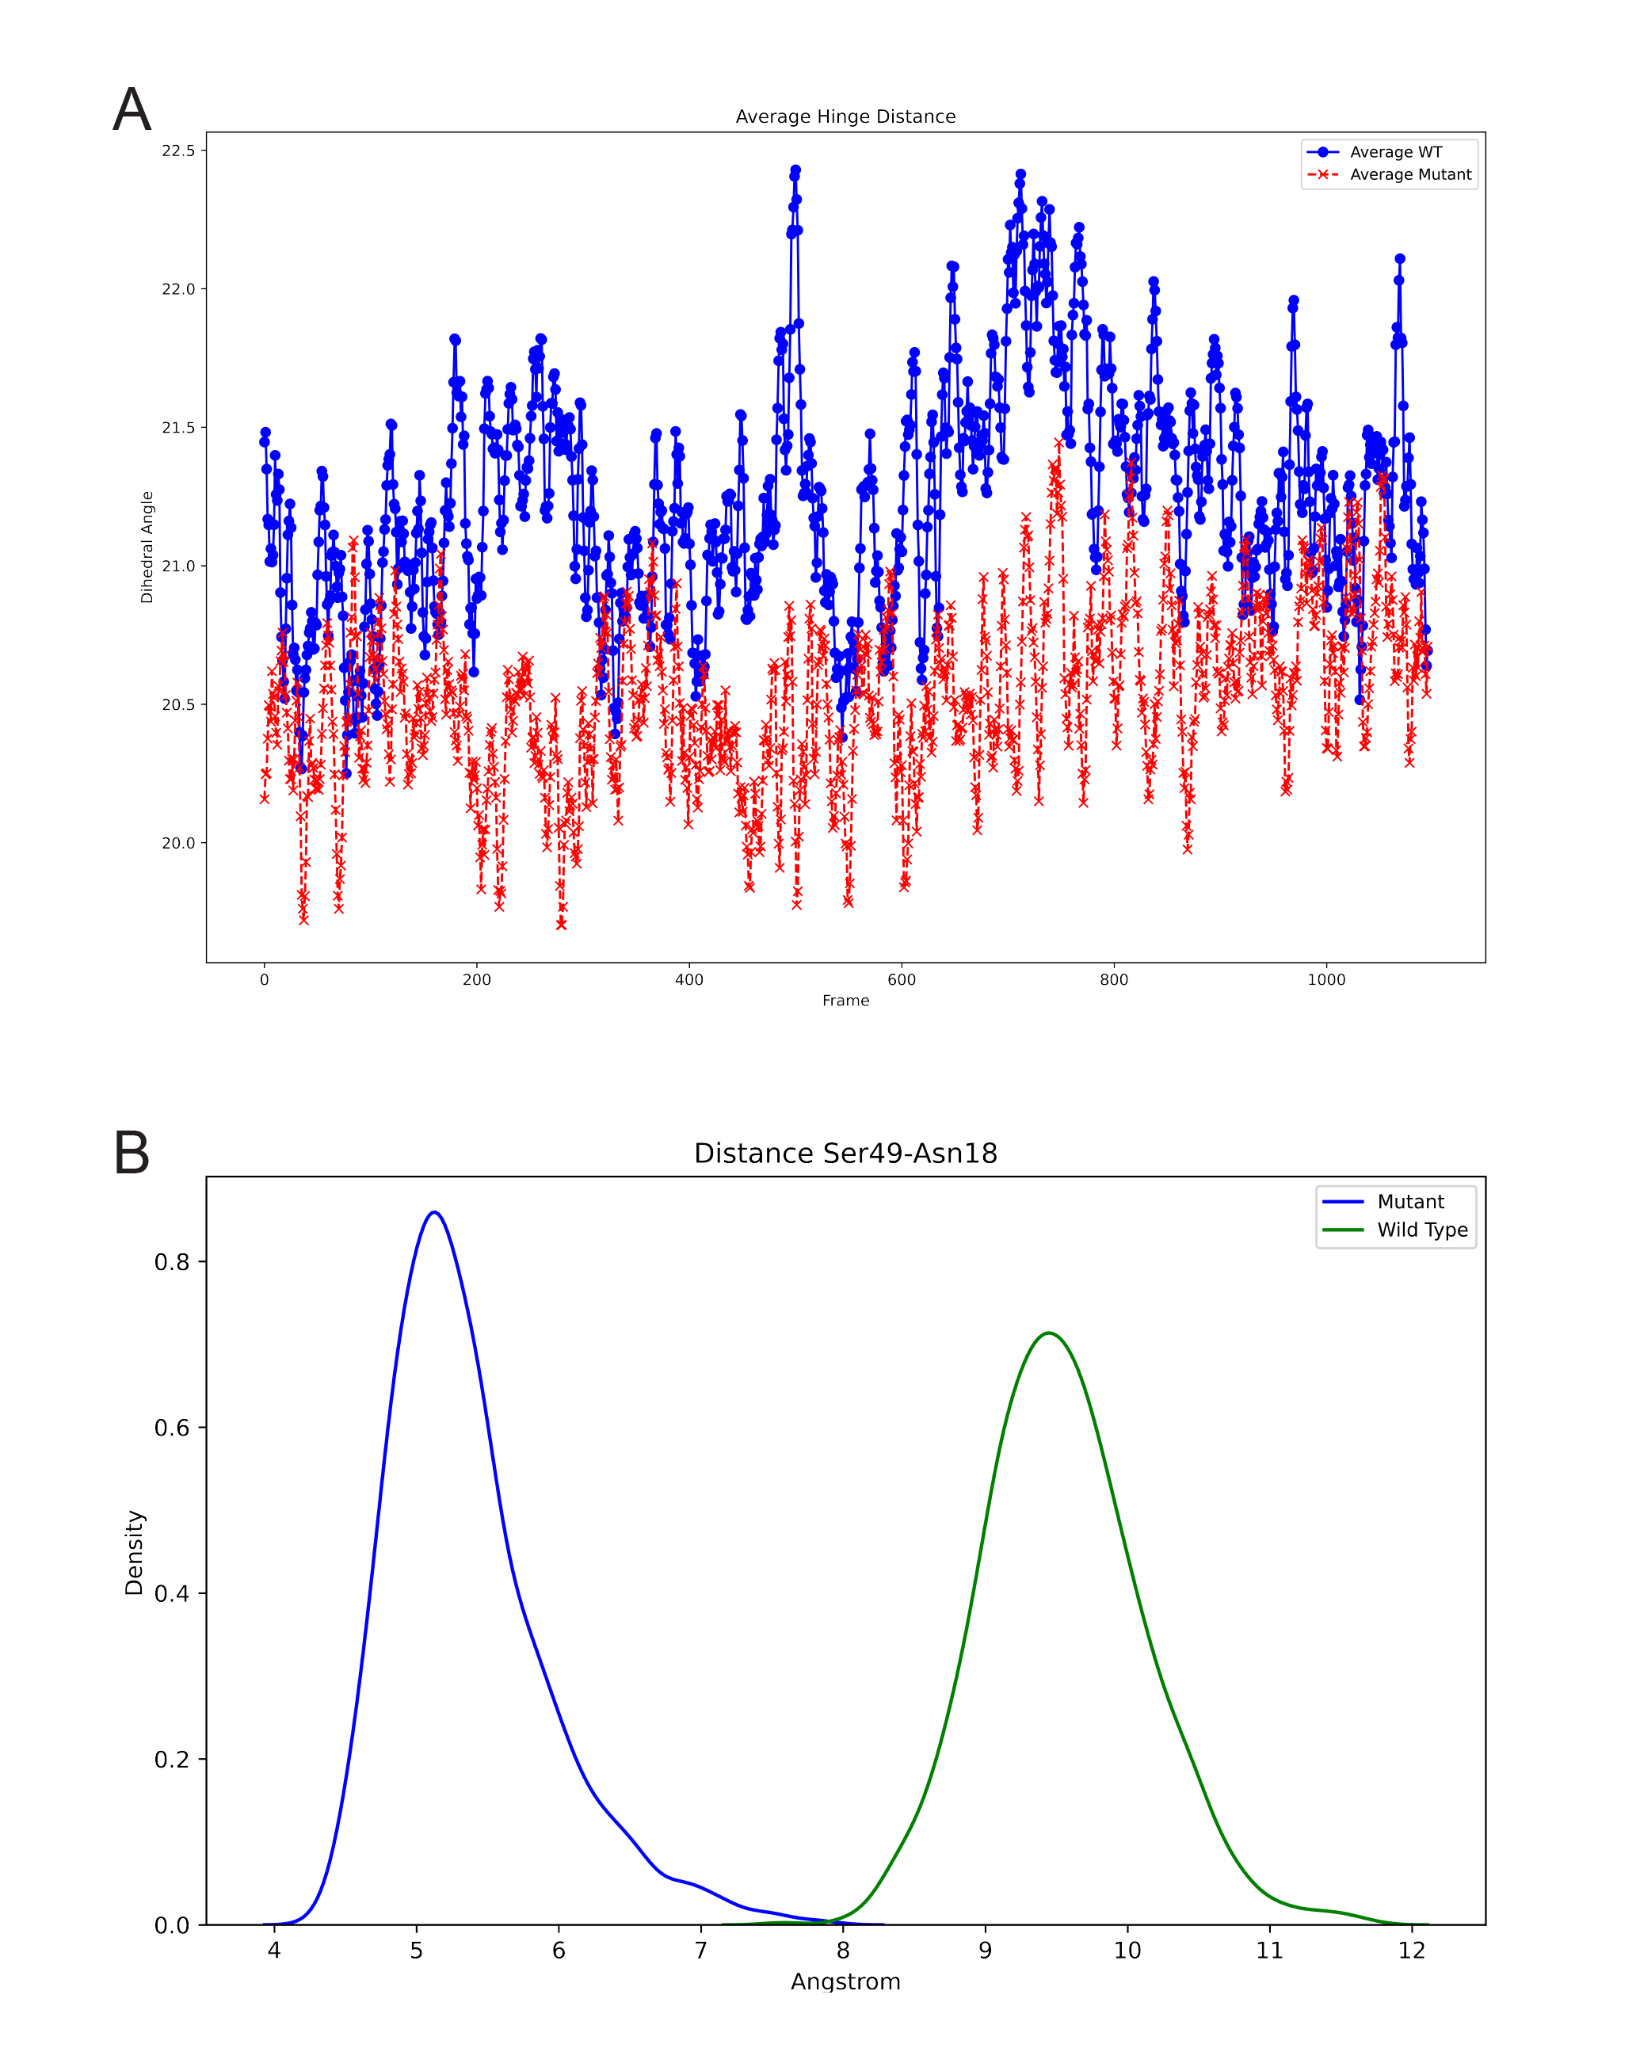 A
Average Hinge Distance
Average WT
Average Mutant
22.5
22.0
21.5
21.0
20.5
20.0
Dihedral Angle
0 200 400 600 800 1000
Frame
B
Distance Ser49-Asn18
Mutant
Wild Type
0.8
0.6
0.4
0.2
0.0
Density
4 5 6 7 8 9 10 11 12
Angstrom